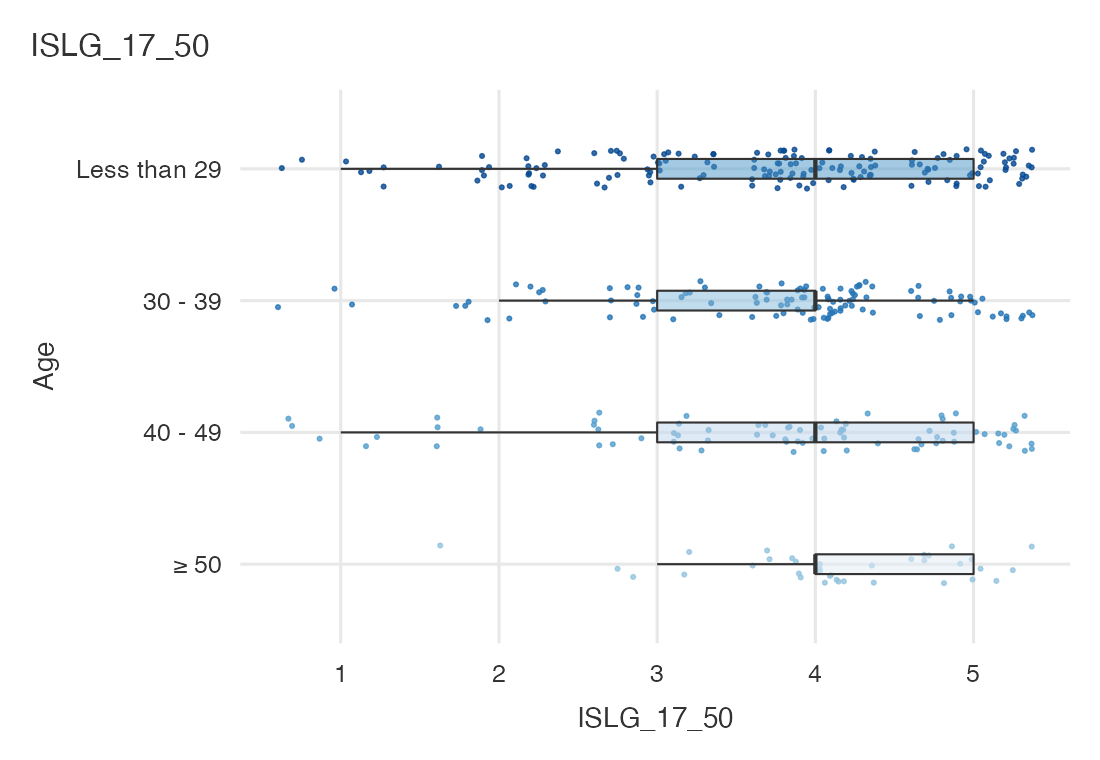 ISLG_17_50
Less than 29
30 - 39
40 - 49
≥ 50
Age
1 2 3 4 5
ISLG_17_50